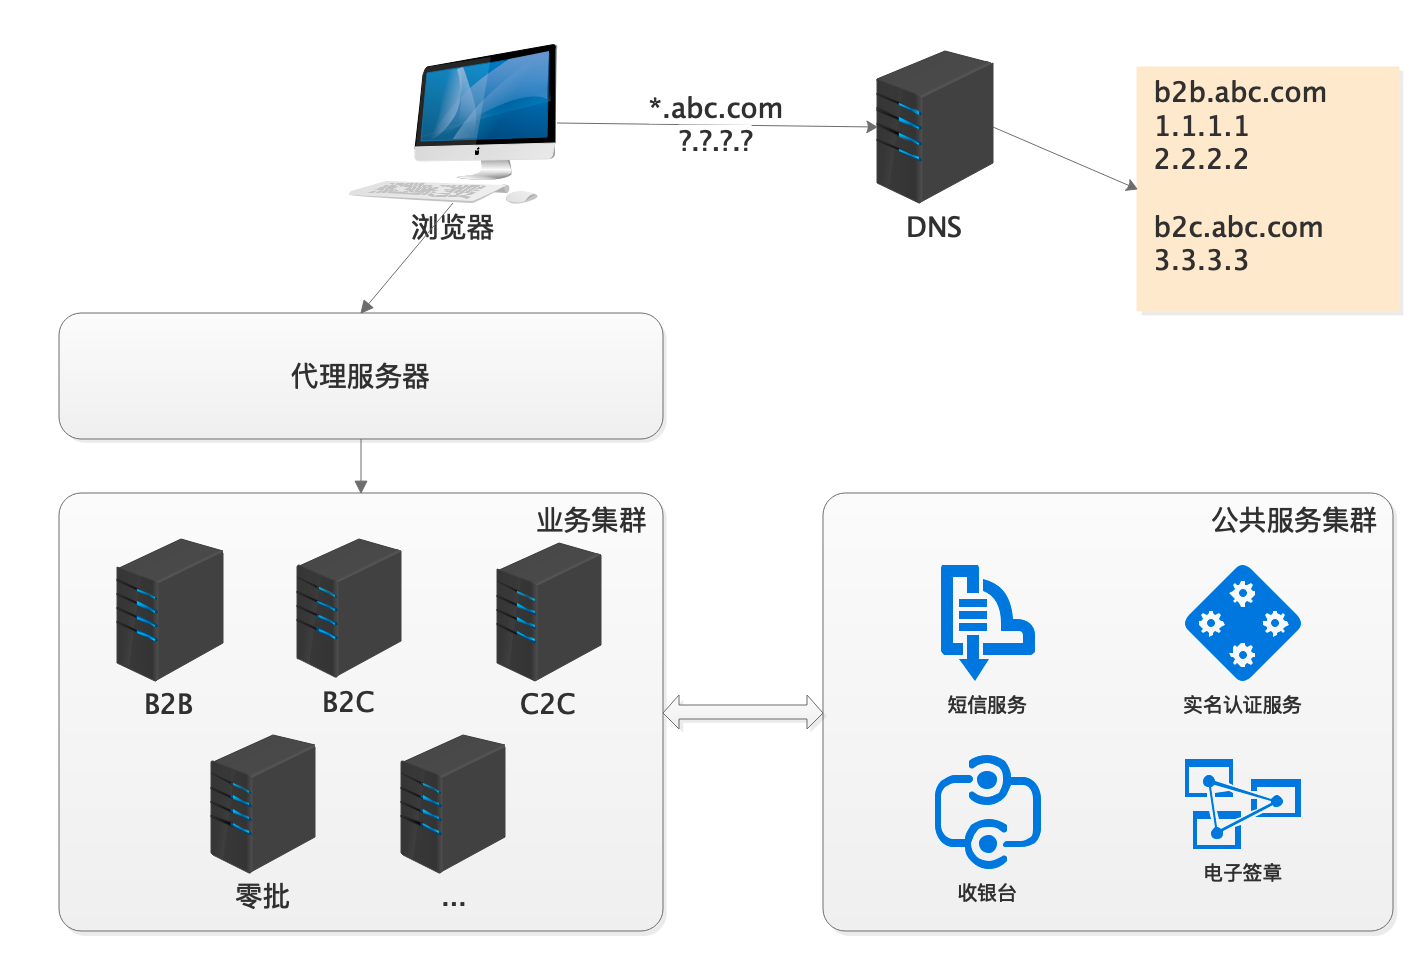 *.abc.com
?.?.?.?
b2b.abc.com
1.1.1.1
2.2.2.2
b2c.abc.com
3.3.3.3
浏览器
DNS
代理服务器
业务集群
B2B
B2C
C2C
零批
...
公共服务集群
短信服务
实名认证服务
收银台
电子签章